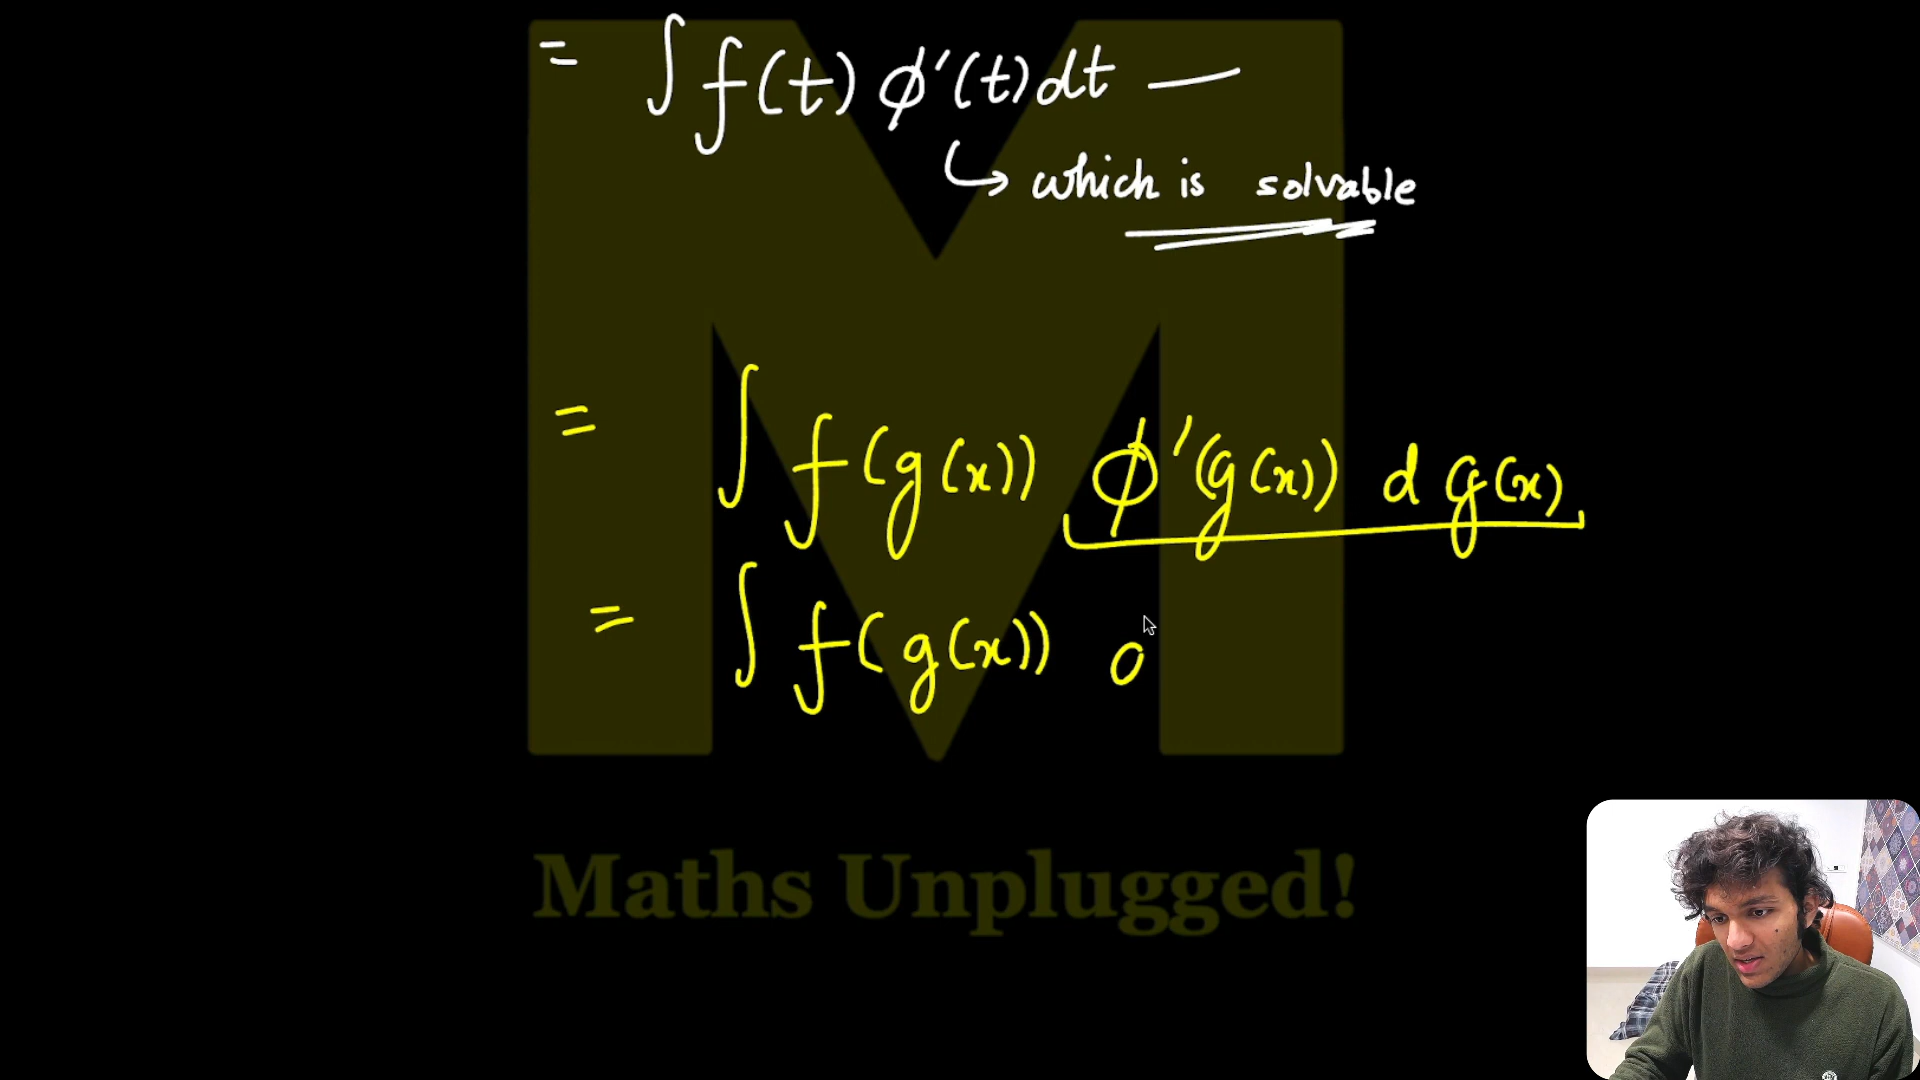 = ∫ f(t) ϕ'(t) dt —
↳ which is solvable
= ∫ f(g(x)) ϕ'(g(x)) d g(x)
= ∫ f(g(x)) o
Maths Unplugged!